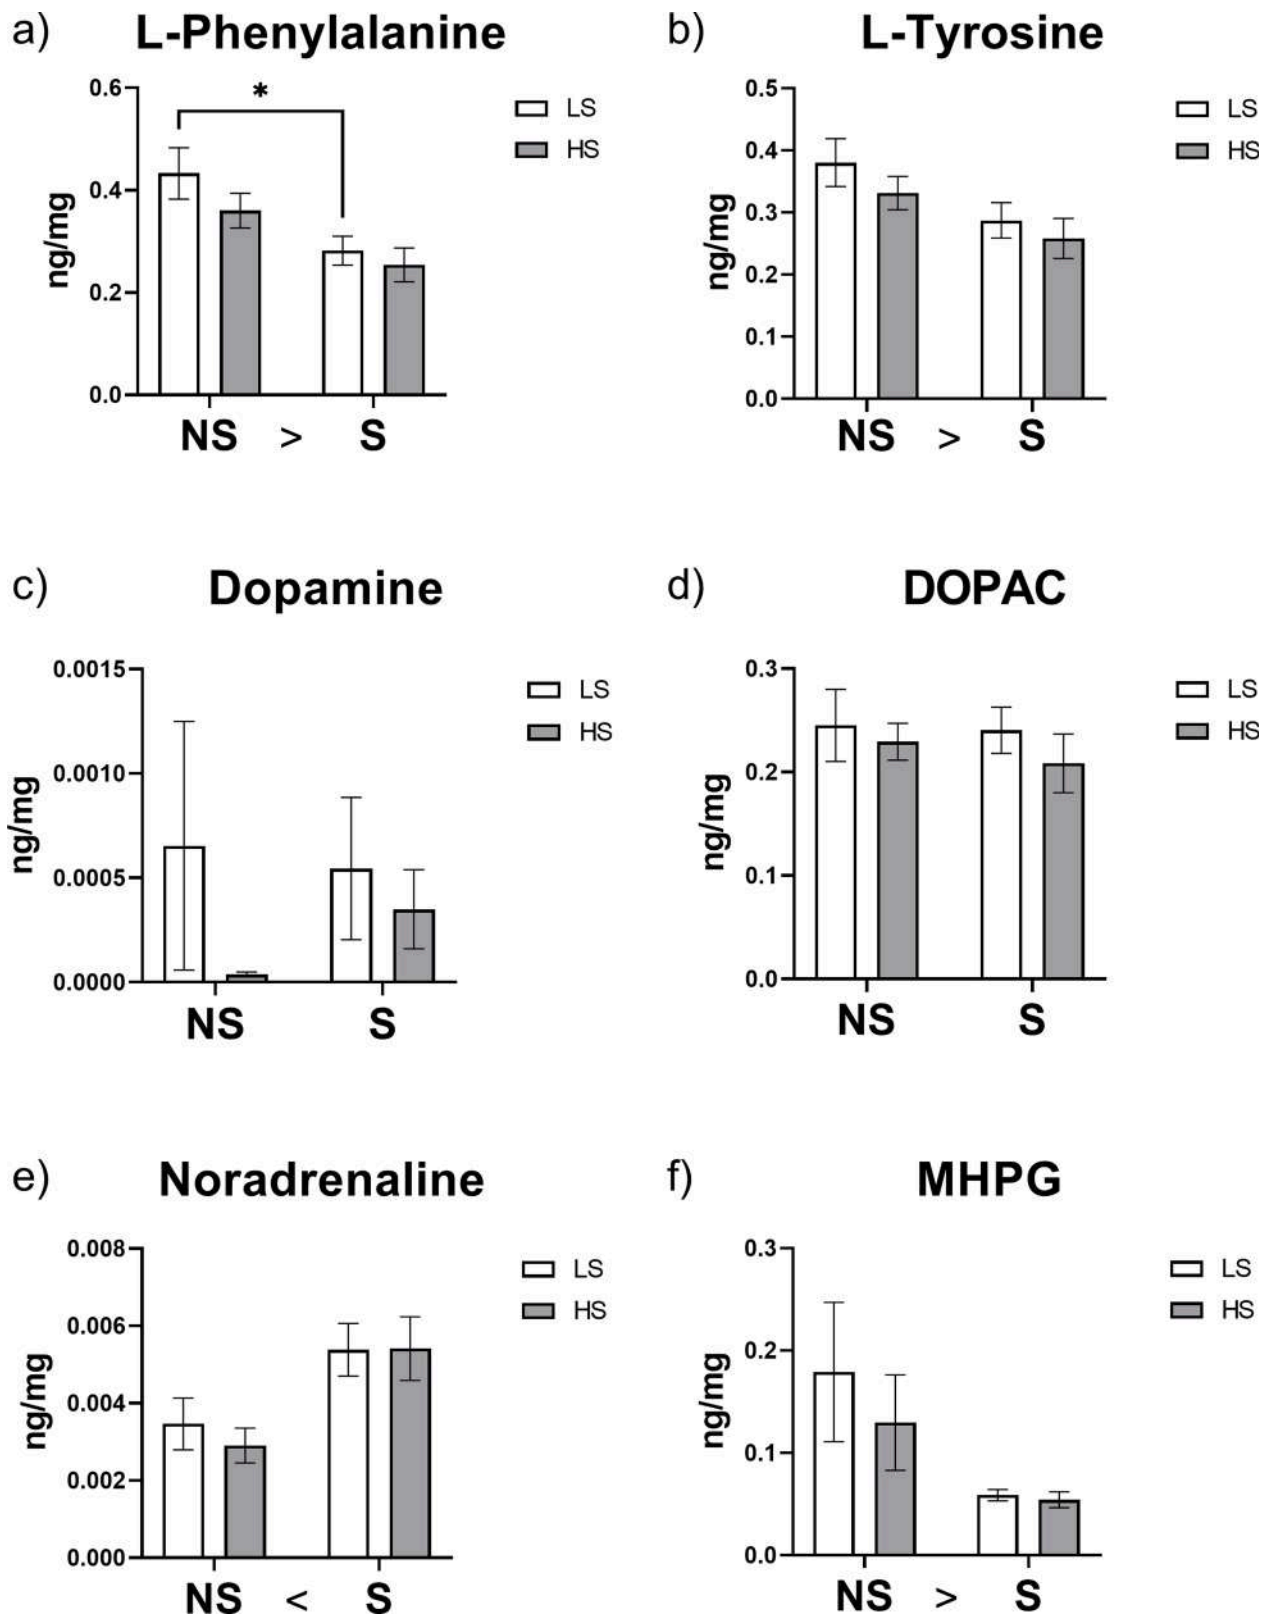 a) L-Phenylalanine
0.6
0.4
0.2
0.0
ng/mg
*
LS
HS
NS > S
b) L-Tyrosine
0.5
0.4
0.3
0.2
0.1
0.0
ng/mg
LS
HS
NS > S
c) Dopamine
0.0015
0.0010
0.0005
0.0000
ng/mg
LS
HS
NS S
d) DOPAC
0.3
0.2
0.1
0.0
ng/mg
LS
HS
NS S
e) Noradrenaline
0.008
0.006
0.004
0.002
0.000
ng/mg
LS
HS
NS < S
f) MHPG
0.3
0.2
0.1
0.0
ng/mg
LS
HS
NS > S